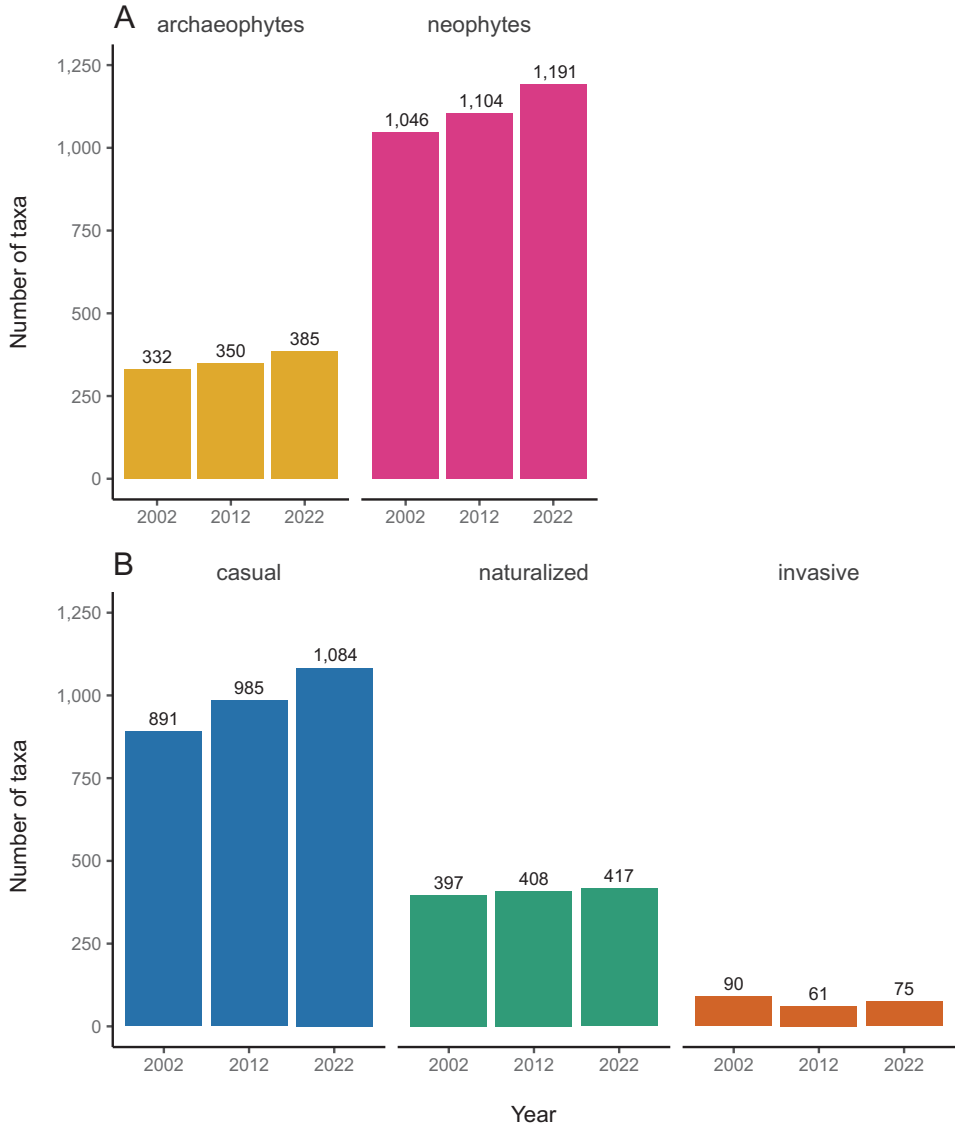 A
archaeophytes neophytes
1,250
1,000
750
500
250
0
Number of taxa
332 350 385
1,046 1,104 1,191
2002 2012 2022 2002 2012 2022
B
casual naturalized invasive
1,250
1,000
750
500
250
0
Number of taxa
891 985 1,084
397 408 417
90 61 75
2002 2012 2022 2002 2012 2022 2002 2012 2022
Year